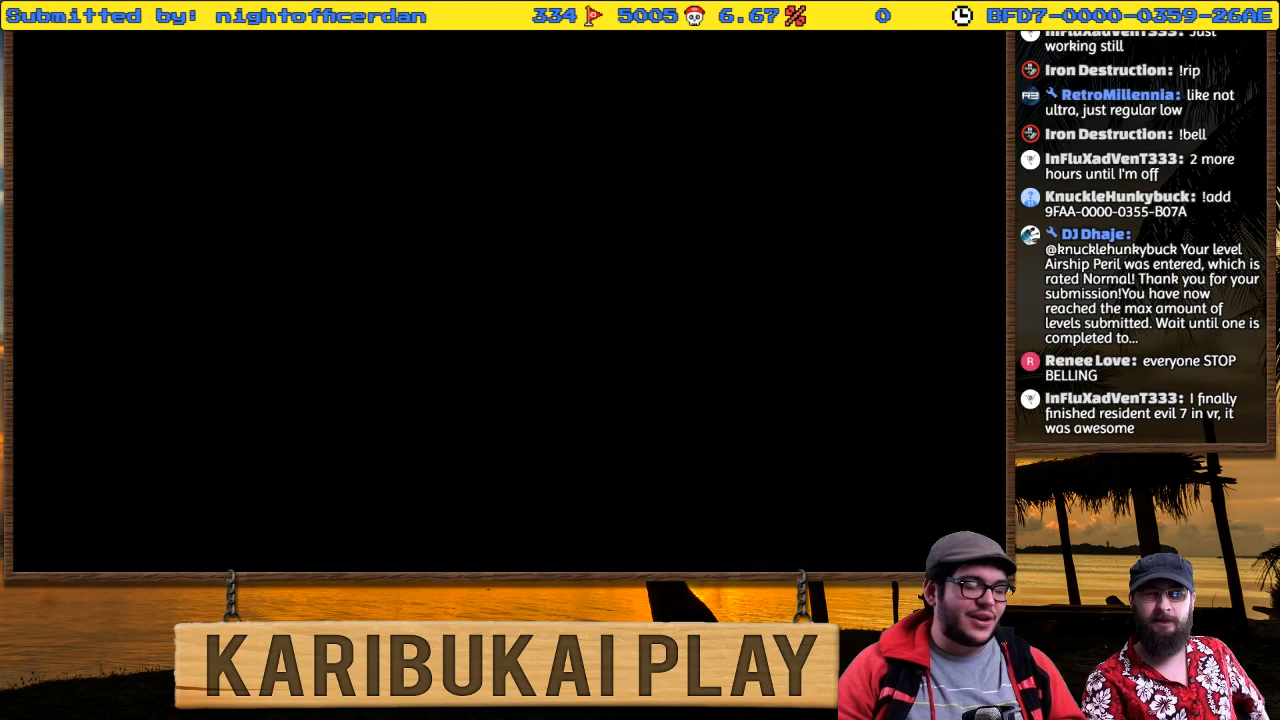 Submitted by: nightofficerdan 334 5005 6.67% 0 BFD7-0000-0359-26AE
InFluXadVenT333: Just
working still
Iron Destruction: !rip
RetroMillennia: like not
ultra, just regular low
Iron Destruction: !bell
InFluXadVenT333: 2 more
hours until I'm off
KnuckleHunkybuck: !add
9FAA-0000-0355-B07A
DJ Dhaje:
@knucklehunkybuck Your level
Airship Peril was entered, which is
rated Normal! Thank you for your
submission!You have now
reached the max amount of
levels submitted. Wait until one is
completed to...
R Renee Love: everyone STOP
BELLING
InFluXadVenT333: I finally
finished resident evil 7 in vr, it
was awesome
KARIBUKAI PLAY